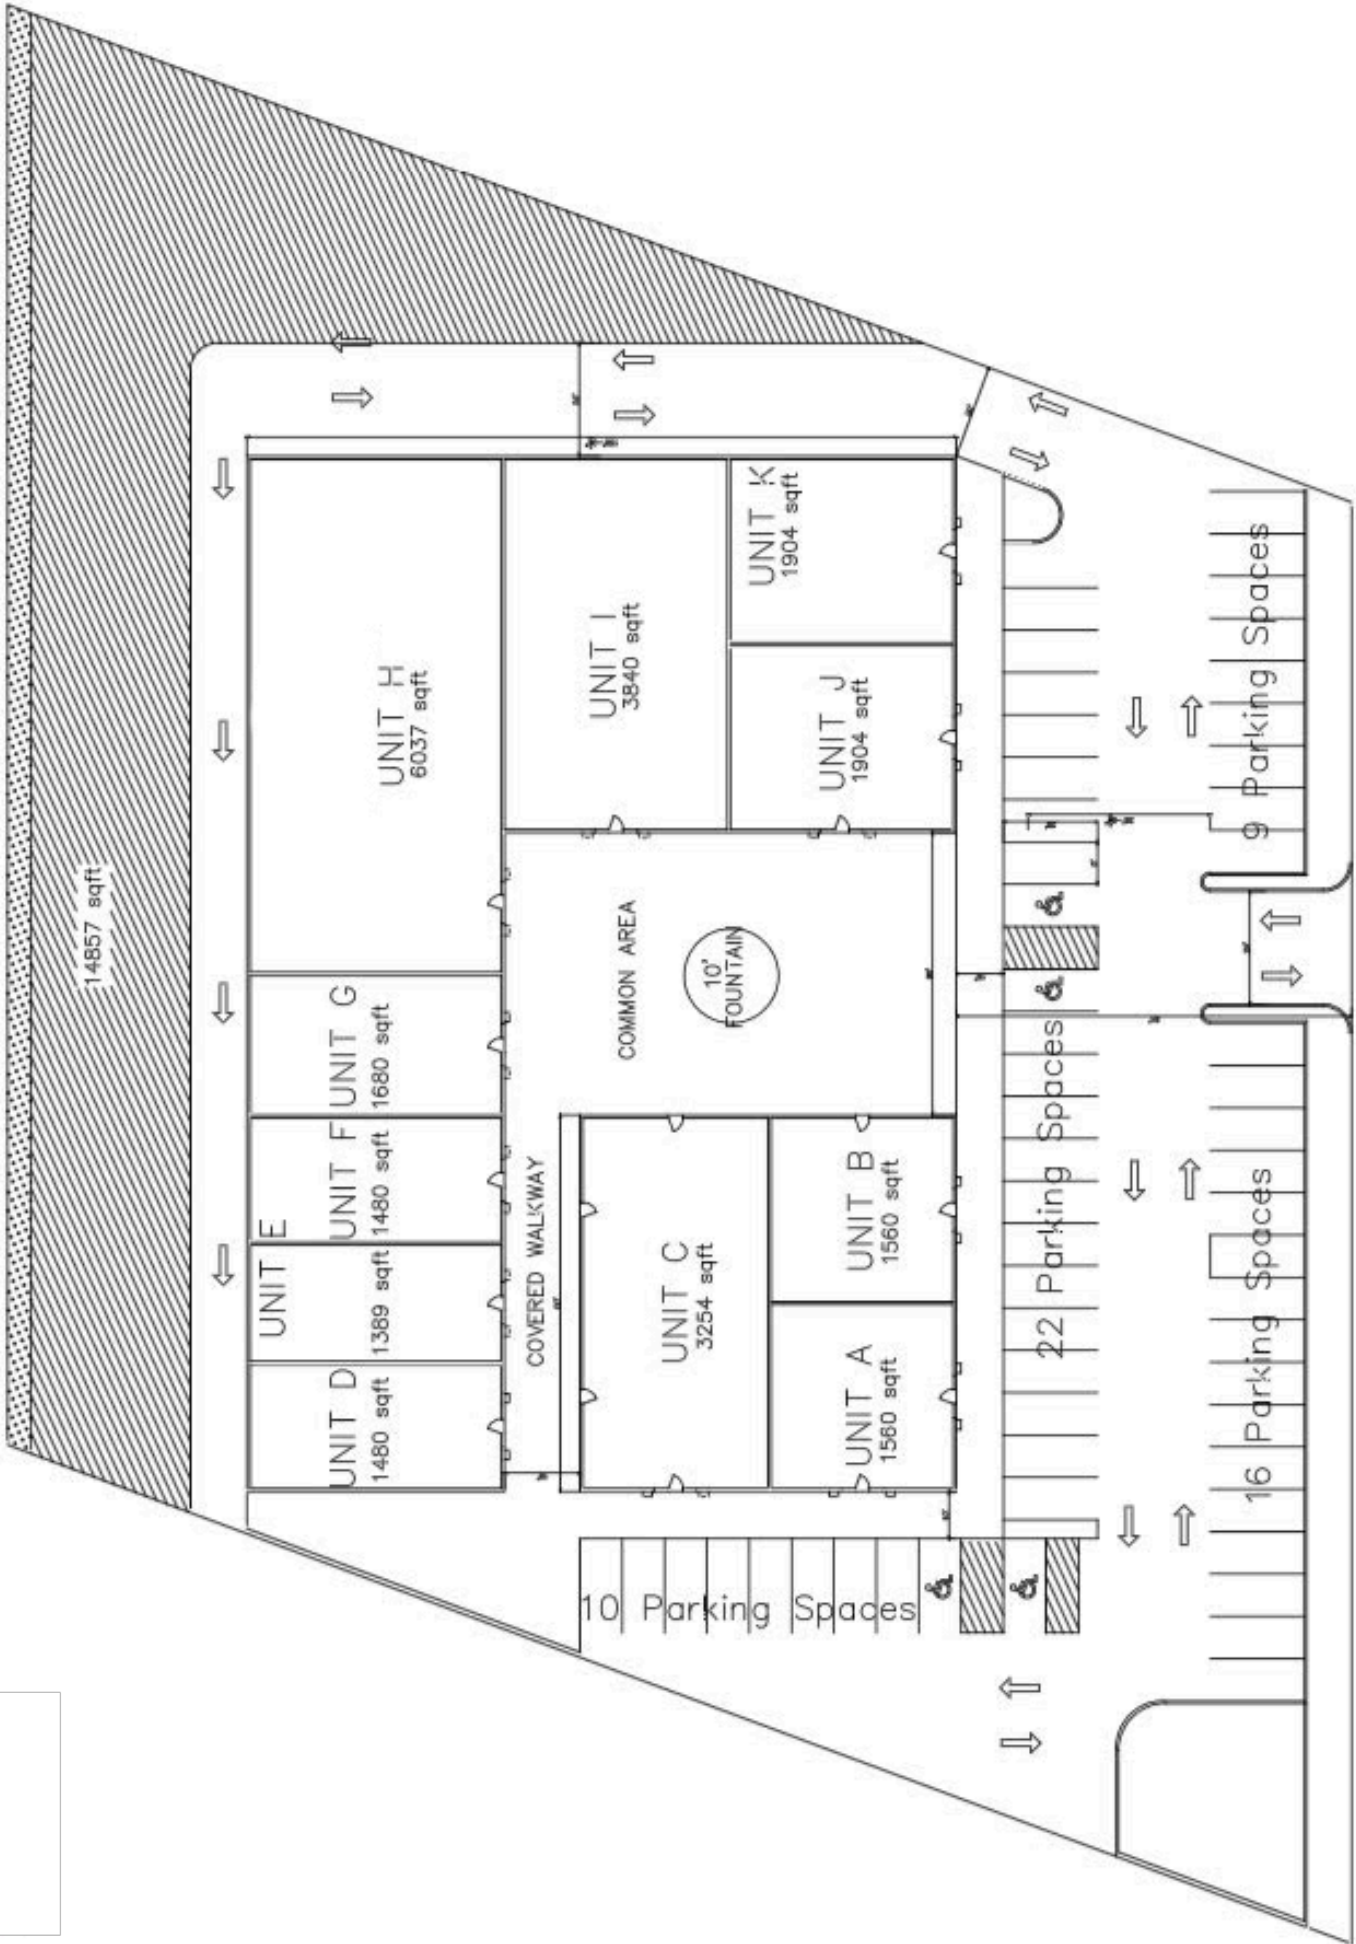 14857 sqft
UNIT D
1480 sqft
UNIT E
1389 sqft
UNIT F
1480 sqft
UNIT G
1680 sqft
UNIT H
6037 sqft
COVERED WALKWAY
COMMON AREA
10'
FOUNTAIN
UNIT I
3840 sqft
UNIT C
3254 sqft
UNIT A
1560 sqft
UNIT B
1560 sqft
UNIT J
1904 sqft
UNIT K
1904 sqft
10 Parking Spaces
22 Parking Spaces
16 Parking Spaces
9 Parking Spaces